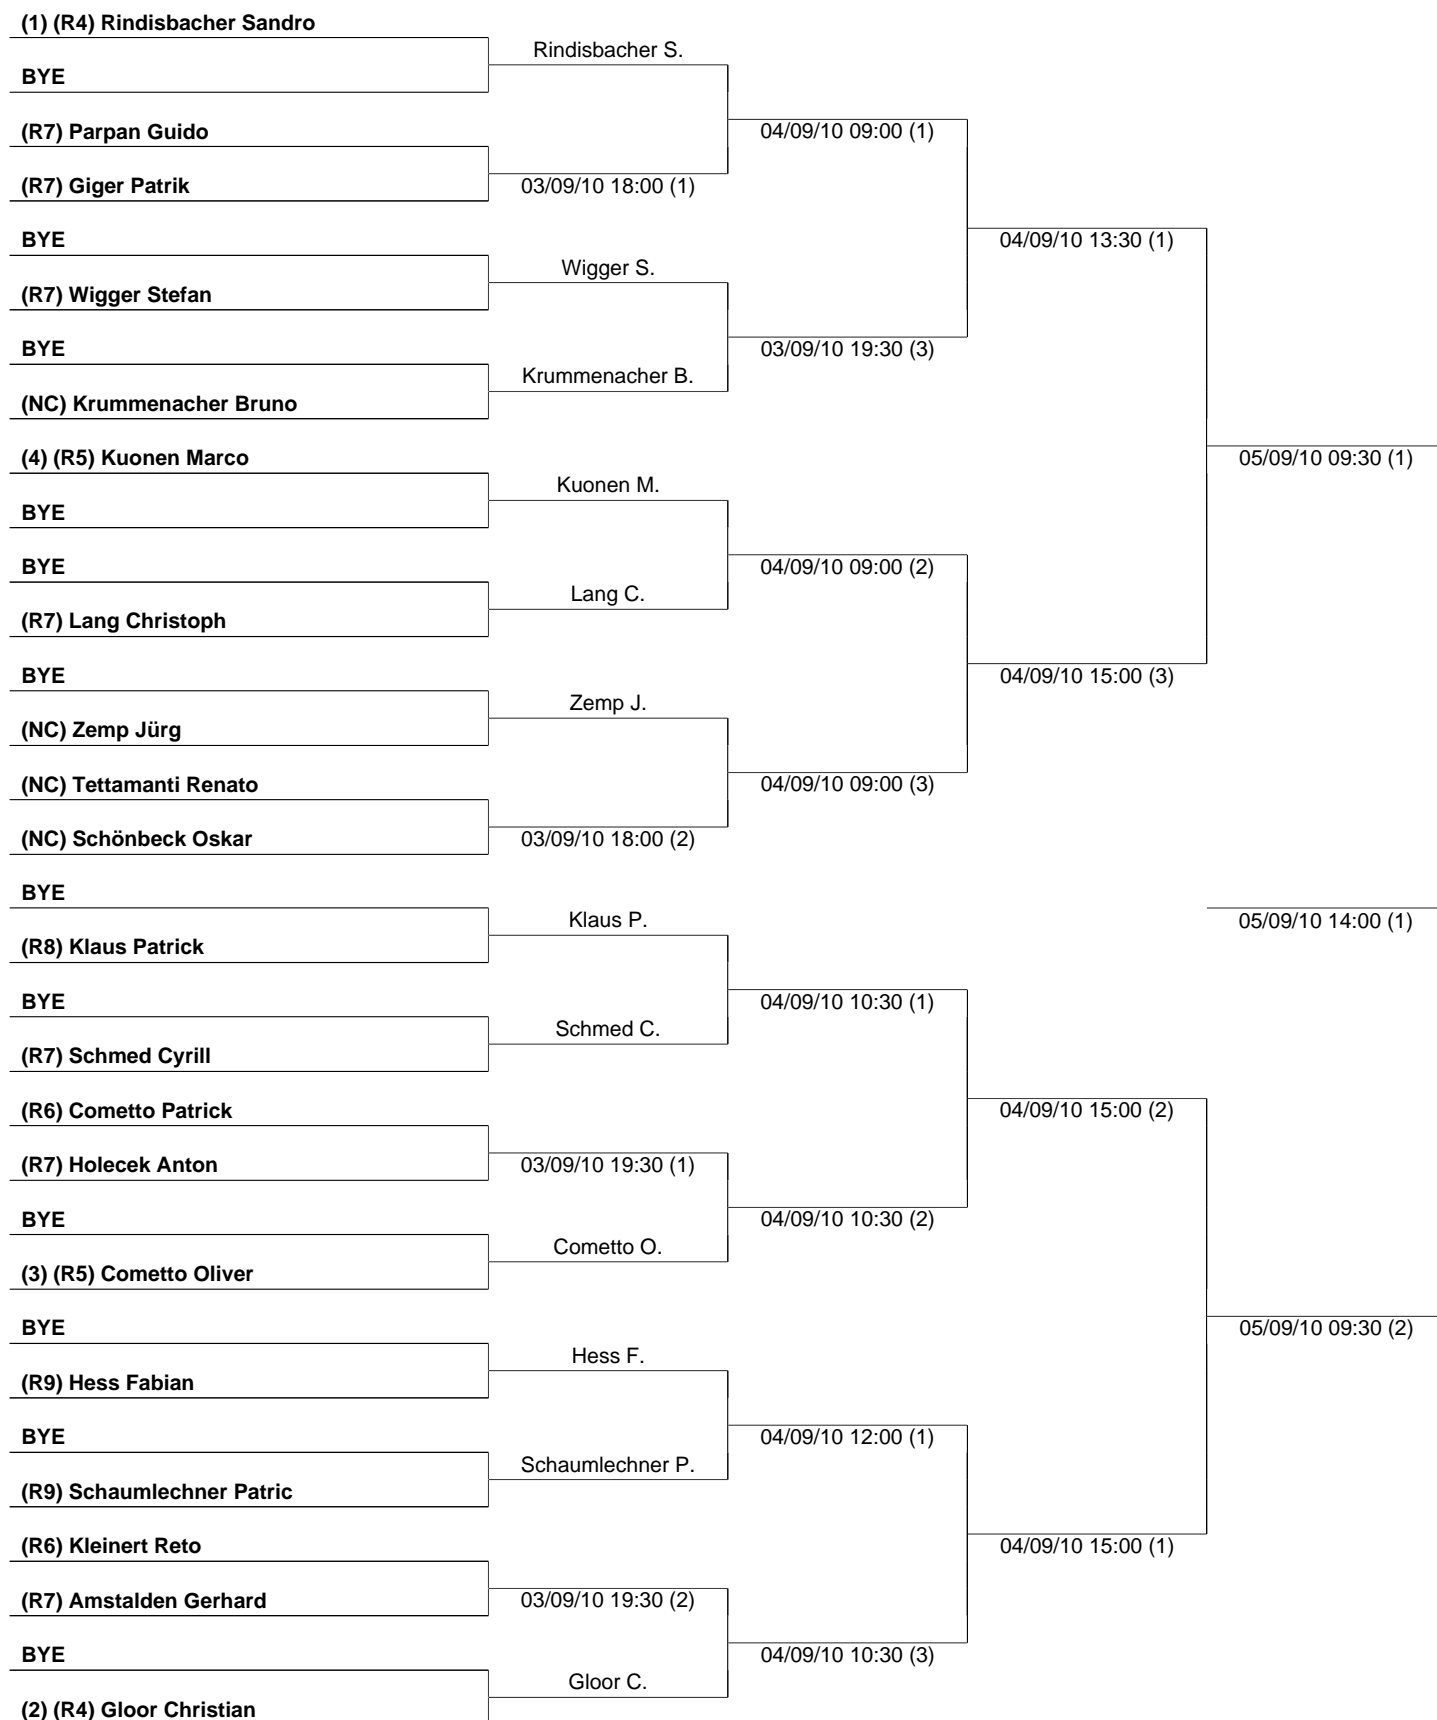 (1) (R4) Rindisbacher Sandro
Rindisbacher S.
BYE
(R7) Parpan Guido
04/09/10 09:00 (1)
(R7) Giger Patrik
03/09/10 18:00 (1)
BYE
04/09/10 13:30 (1)
Wigger S.
(R7) Wigger Stefan
BYE
03/09/10 19:30 (3)
Krummenacher B.
(NC) Krummenacher Bruno
(4) (R5) Kuonen Marco
05/09/10 09:30 (1)
Kuonen M.
BYE
BYE
04/09/10 09:00 (2)
Lang C.
(R7) Lang Christoph
BYE
04/09/10 15:00 (3)
Zemp J.
(NC) Zemp Jürg
(NC) Tettamanti Renato
04/09/10 09:00 (3)
(NC) Schönbeck Oskar
03/09/10 18:00 (2)
BYE
Klaus P.
05/09/10 14:00 (1)
(R8) Klaus Patrick
BYE
04/09/10 10:30 (1)
Schmed C.
(R7) Schmed Cyrill
(R6) Cometto Patrick
04/09/10 15:00 (2)
(R7) Holecek Anton
03/09/10 19:30 (1)
BYE
04/09/10 10:30 (2)
Cometto O.
(3) (R5) Cometto Oliver
BYE
05/09/10 09:30 (2)
Hess F.
(R9) Hess Fabian
BYE
04/09/10 12:00 (1)
Schaumlechner P.
(R9) Schaumlechner Patric
(R6) Kleinert Reto
04/09/10 15:00 (1)
(R7) Amstalden Gerhard
03/09/10 19:30 (2)
BYE
04/09/10 10:30 (3)
Gloor C.
(2) (R4) Gloor Christian